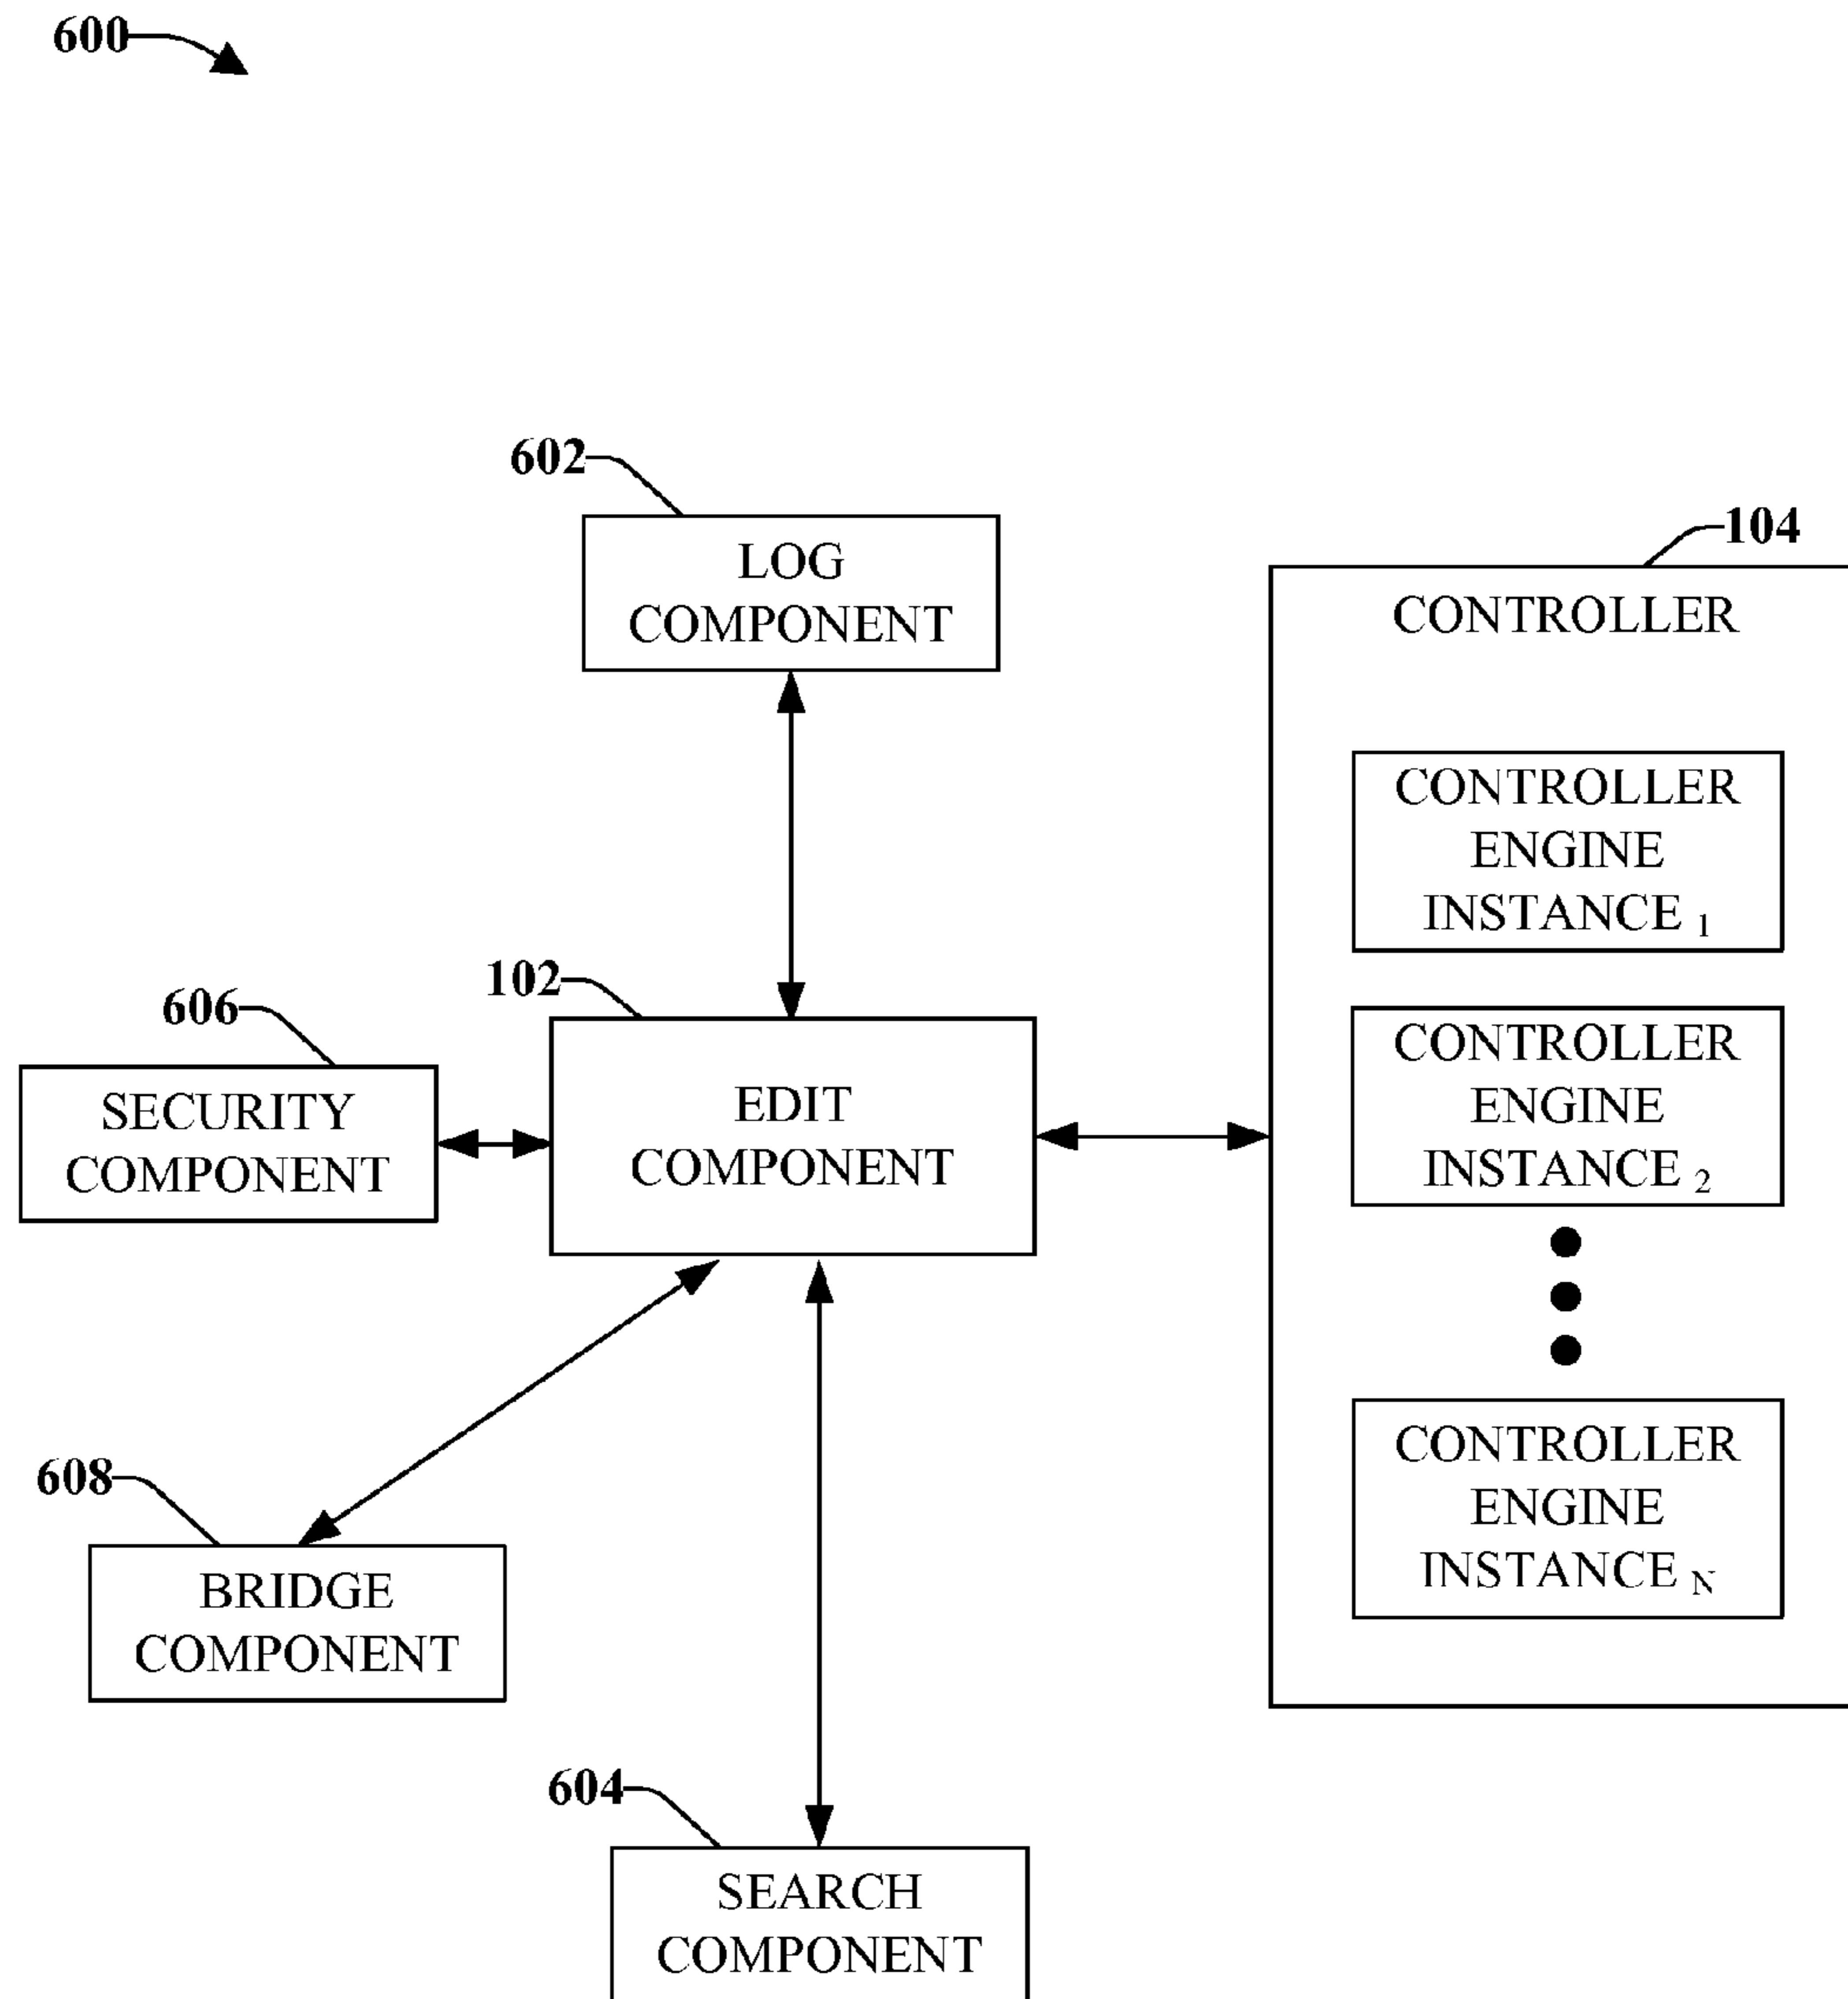 600
602
LOG
COMPONENT
104
CONTROLLER
CONTROLLER
ENGINE
INSTANCE 1
102
606
SECURITY
COMPONENT
EDIT
COMPONENT
CONTROLLER
ENGINE
INSTANCE 2
608
BRIDGE
COMPONENT
CONTROLLER
ENGINE
INSTANCE N
604
SEARCH
COMPONENT